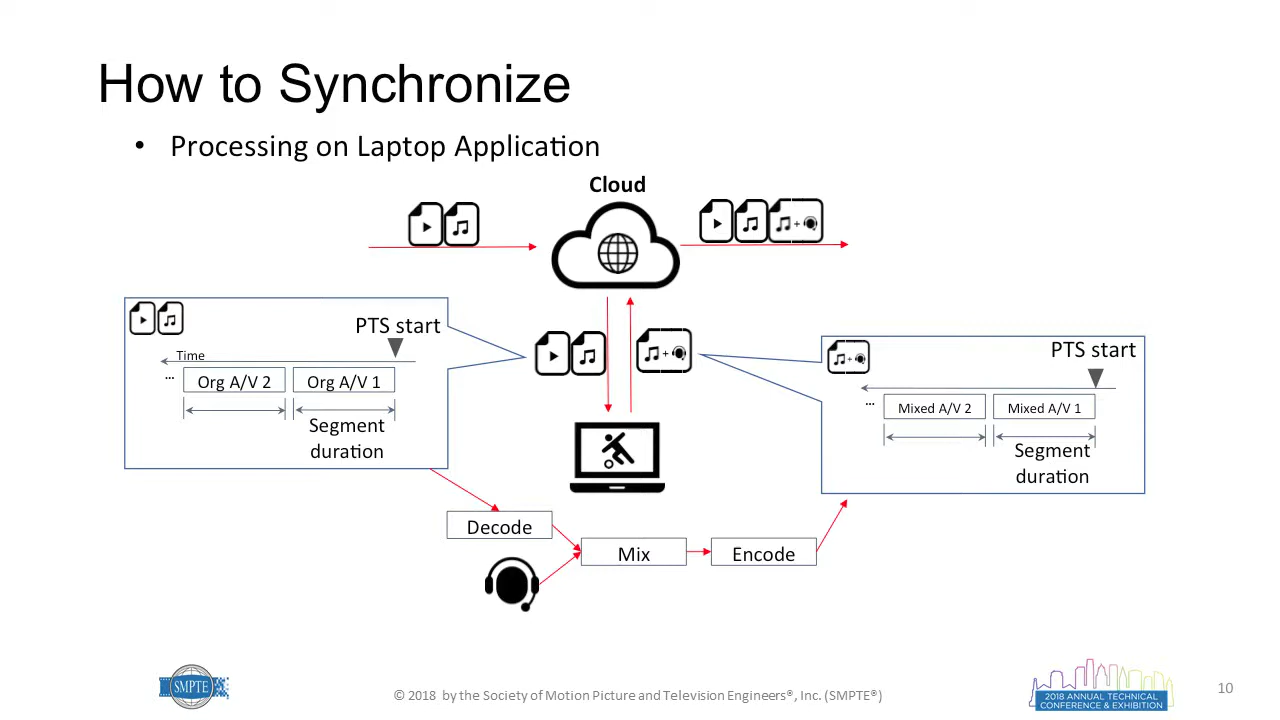 How to Synchronize
• Processing on Laptop Application
Cloud
PTS start
Time
... Org A/V 2 Org A/V 1
Segment
duration
PTS start
... Mixed A/V 2 Mixed A/V 1
Segment
duration
Decode
Mix
Encode
SMPTE
© 2018 by the Society of Motion Picture and Television Engineers®, Inc. (SMPTE®)
2018 ANNUAL TECHNICAL
CONFERENCE & EXHIBITION
10